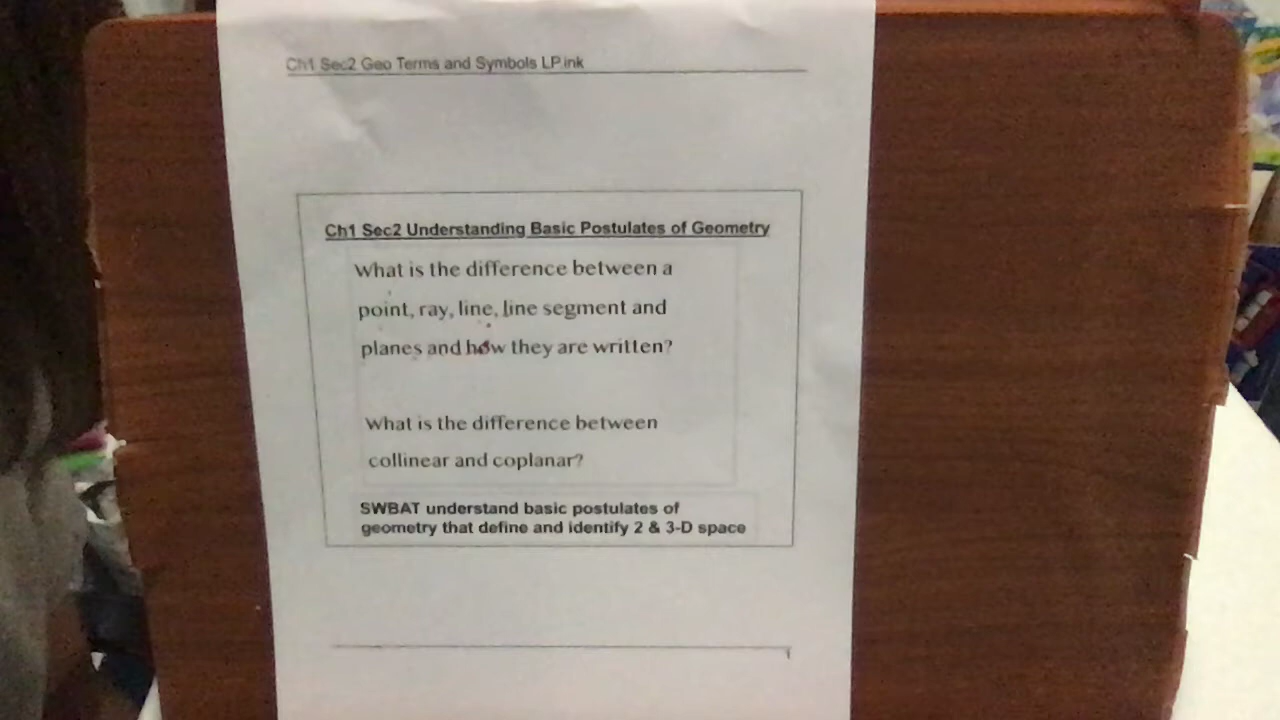 Ch1 Sec2 Geo Terms and Symbols LP.ink
Ch1 Sec2 Understanding Basic Postulates of Geometry
What is the difference between a
point, ray, line, line segment and
planes and how they are written?
What is the difference between
collinear and coplanar?
SWBAT understand basic postulates of
geometry that define and identify 2 & 3-D space
1